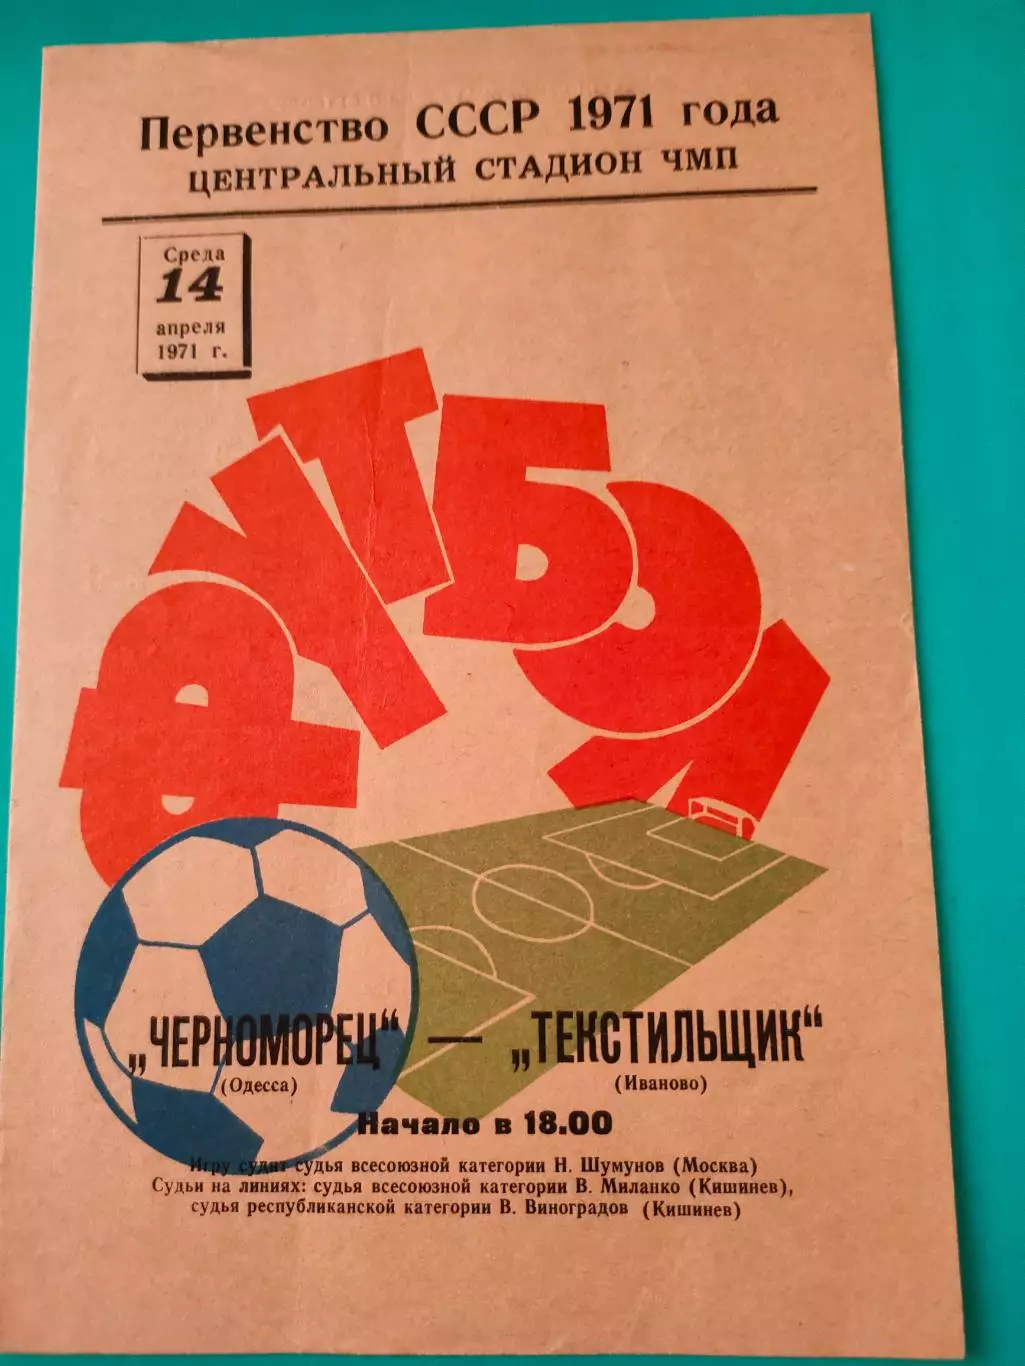 Первенство СССР 1971 года
ЦЕНТРАЛЬНЫЙ СТАДИОН ЧМП
Среда
14
апреля
1971 г.
ФУТБОЛ
„ЧЕРНОМОРЕЦ“ — „ТЕКСТИЛЬЩИК“
(Одесса) (Иваново)
Начало в 18.00
Игру судит судья всесоюзной категории Н. Шумунов (Москва)
Судьи на линиях: судья всесоюзной категории В. Миланко (Кишинев),
судья республиканской категории В. Виноградов (Кишинев)